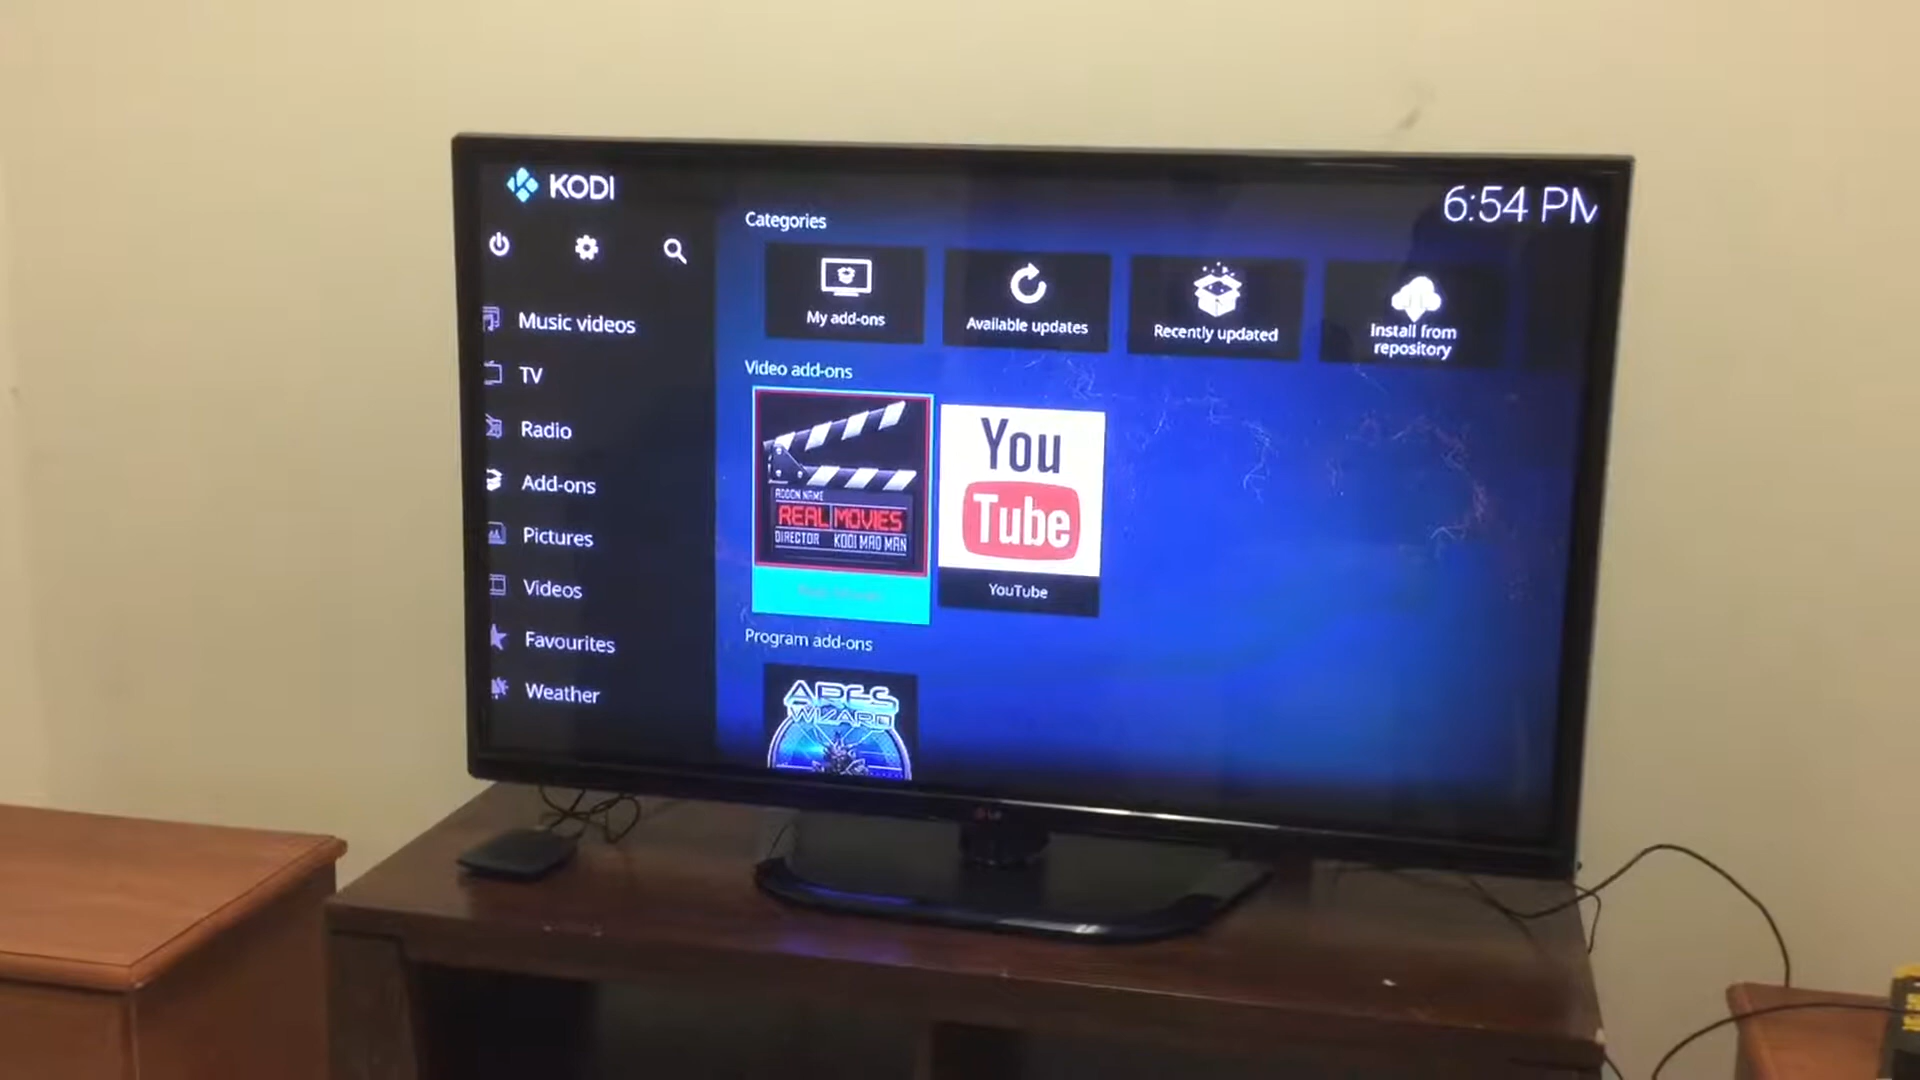 KODI
6:54 PM
Categories
My add-ons
Available updates
Recently updated
Install from
repository
Music videos
TV
Radio
Add-ons
Pictures
Videos
Favourites
Weather
Video add-ons
ADDON NAME
REAL MOVIES
DIRECTOR KODI MAD MAN
You
Tube
YouTube
Program add-ons
ARES
WIZARD
LG